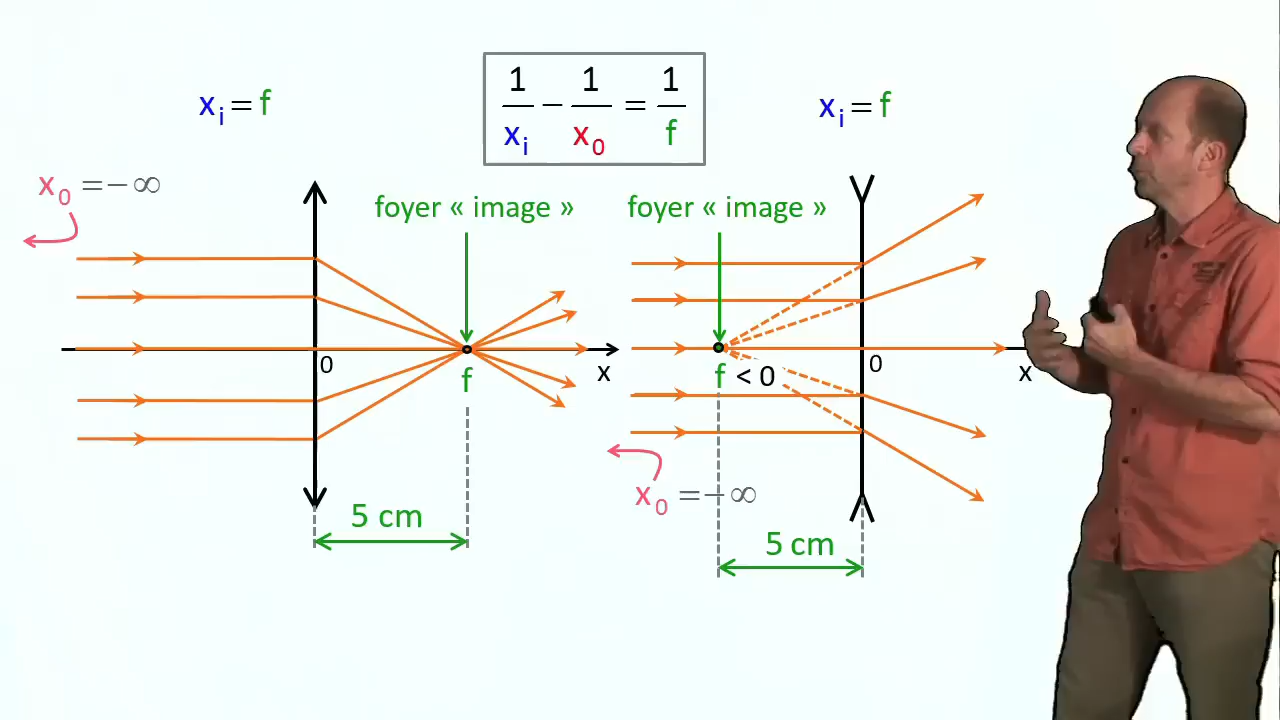 xᵢ = f
1/xᵢ − 1/x₀ = 1/f
xᵢ = f
x₀ = −∞
foyer « image »
foyer « image »
0
x
f
f < 0
0
x
x₀ = −∞
5 cm
5 cm